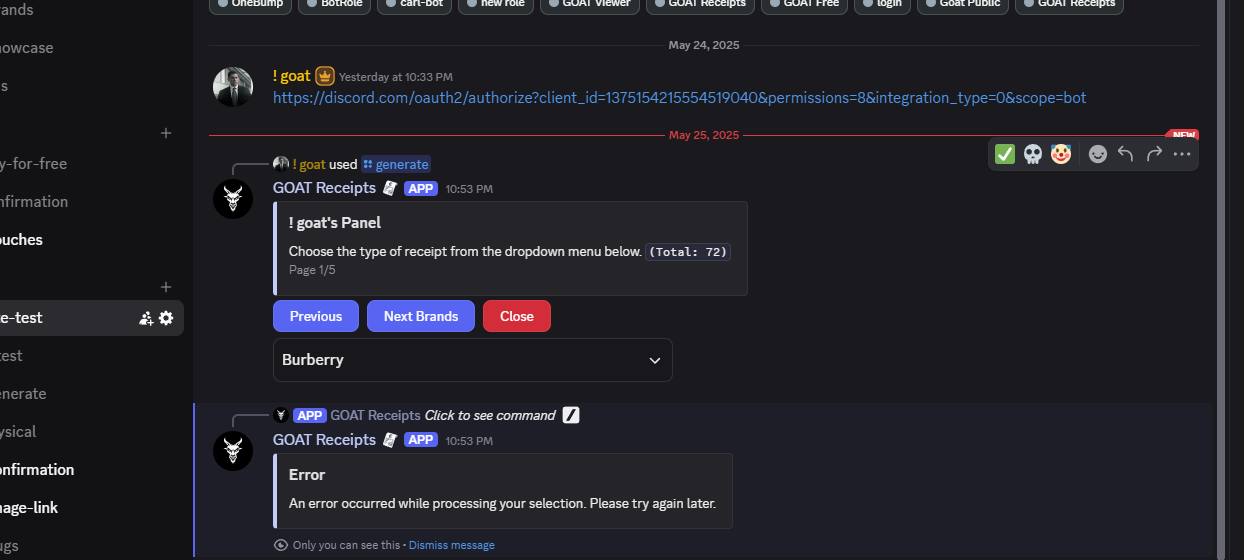 rands
OneBump BotRole carl-bot new role GOAT Viewer GOAT Receipts GOAT Free login Goat Public GOAT Receipts
howcase
s
May 24, 2025
! goat Yesterday at 10:33 PM
https://discord.com/oauth2/authorize?client_id=1375154215554519040&permissions=8&integration_type=0&scope=bot
May 25, 2025
NEW
y-for-free
nfirmation
ouches
e-test
test
enerate
ysical
onfirmation
nage-link
ugs
! goat used generate
GOAT Receipts APP 10:53 PM
! goat's Panel
Choose the type of receipt from the dropdown menu below. (Total: 72)
Page 1/5
Previous Next Brands Close
Burberry
APP GOAT Receipts Click to see command
GOAT Receipts APP 10:53 PM
Error
An error occurred while processing your selection. Please try again later.
Only you can see this • Dismiss message